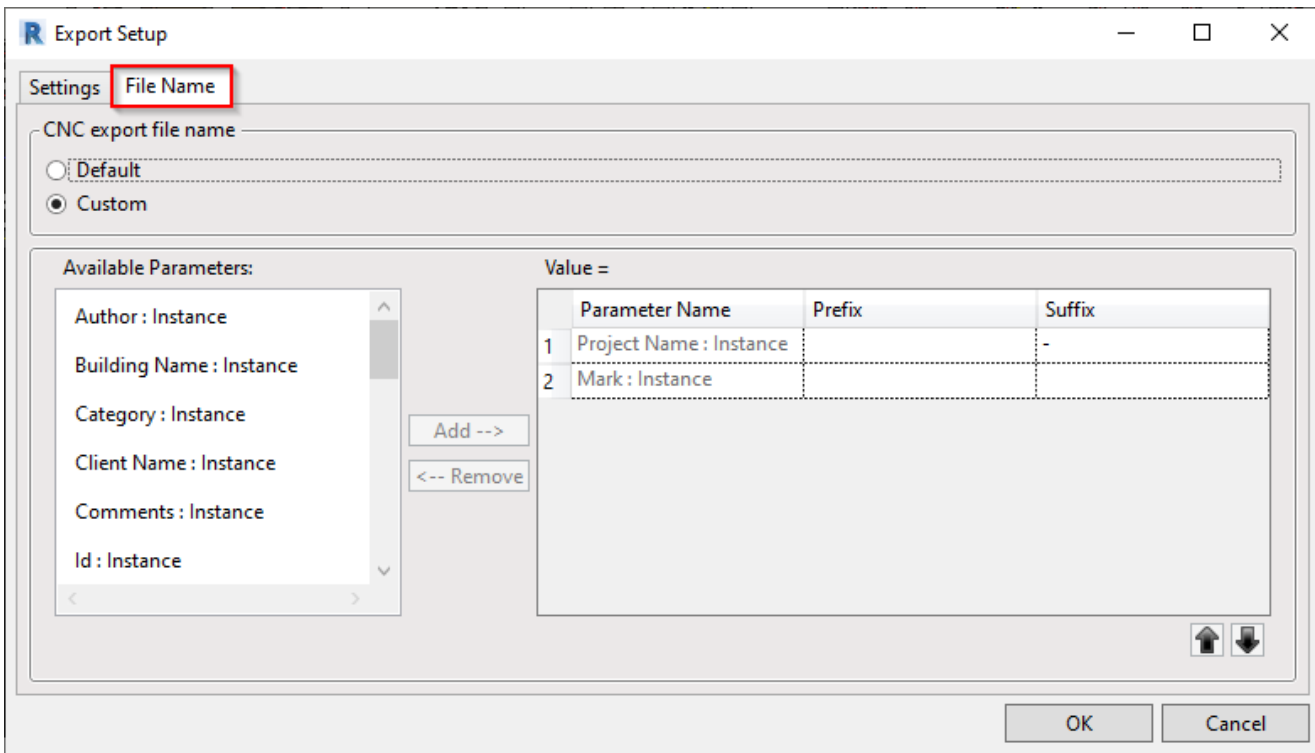 Export Setup
Settings File Name
CNC export file name
Default
Custom
Available Parameters: Value =
Author : Instance
Building Name : Instance
Category : Instance
Client Name : Instance
Comments : Instance
Id : Instance
Add -->
<-- Remove
Parameter Name Prefix Suffix
1 Project Name : Instance -
2 Mark : Instance
OK Cancel